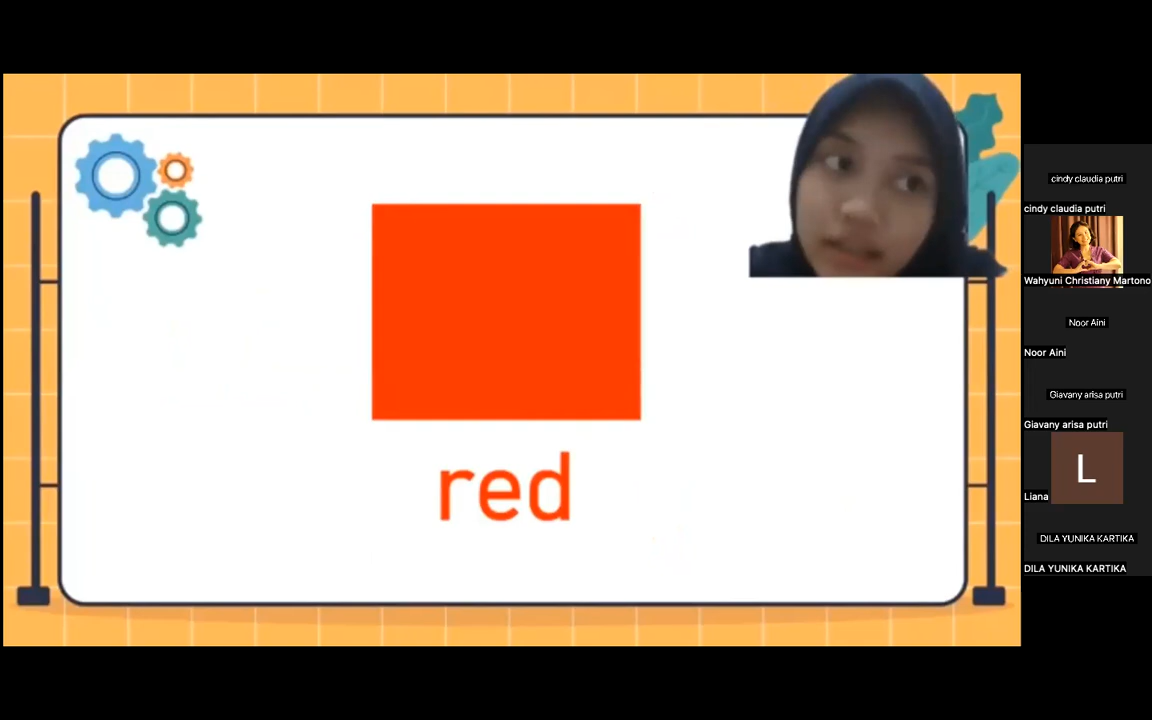 red
cindy claudia putri
cindy claudia putri
Wahyuni Christiany Martono
Noor Aini
Noor Aini
Giavany arisa putri
Giavany arisa putri
L
Liana
DILA YUNIKA KARTIKA
DILA YUNIKA KARTIKA